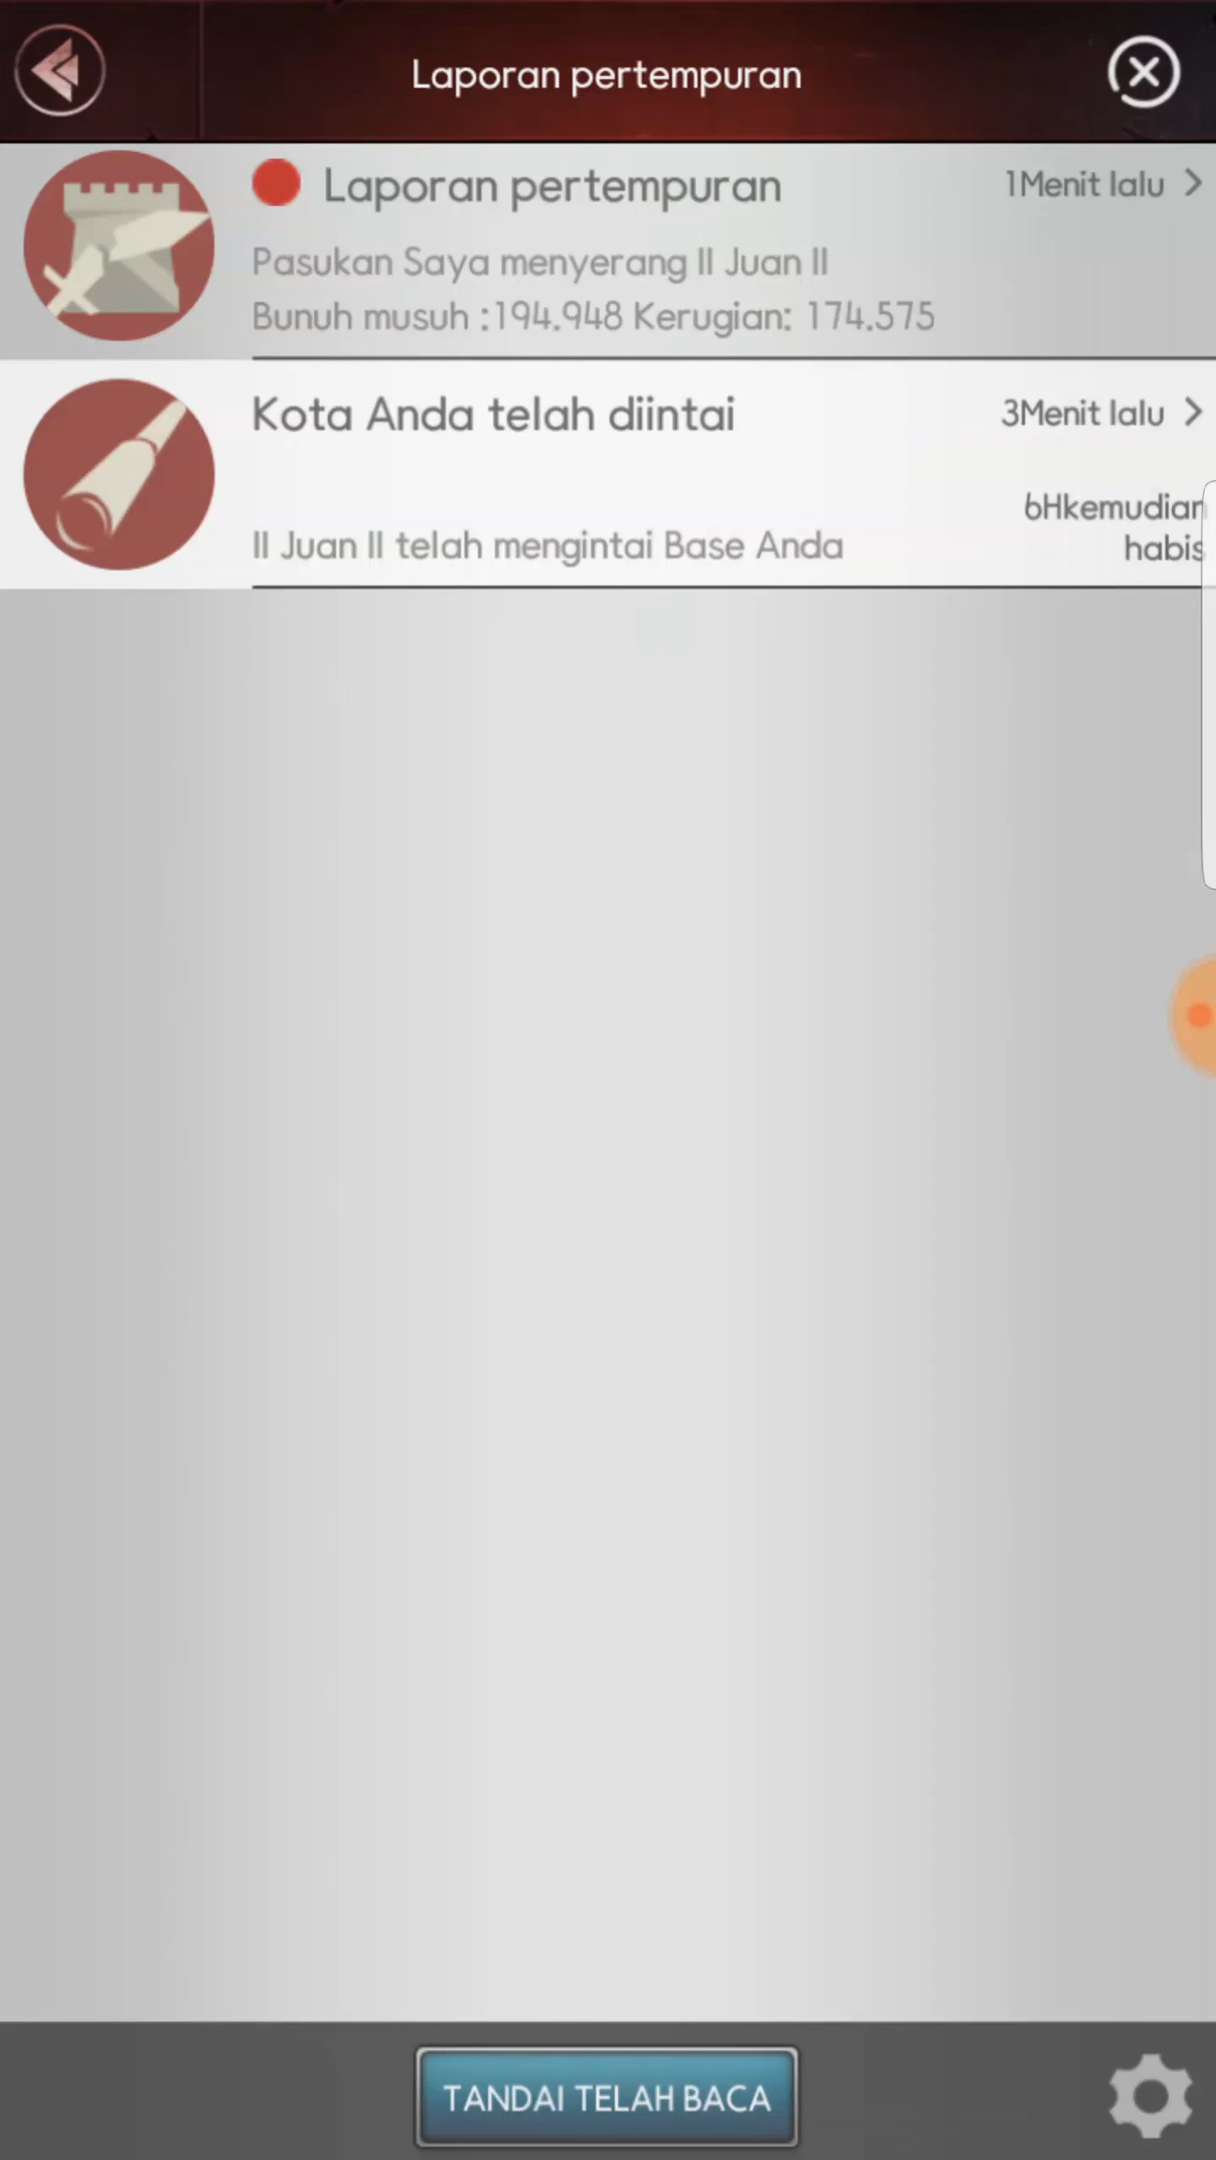 Laporan pertempuran
Laporan pertempuran
1Menit lalu
Pasukan Saya menyerang II Juan II
Bunuh musuh :194.948 Kerugian: 174.575
Kota Anda telah diintai
3Menit lalu
6Hkemudian
habis
II Juan II telah mengintai Base Anda
TANDAI TELAH BACA